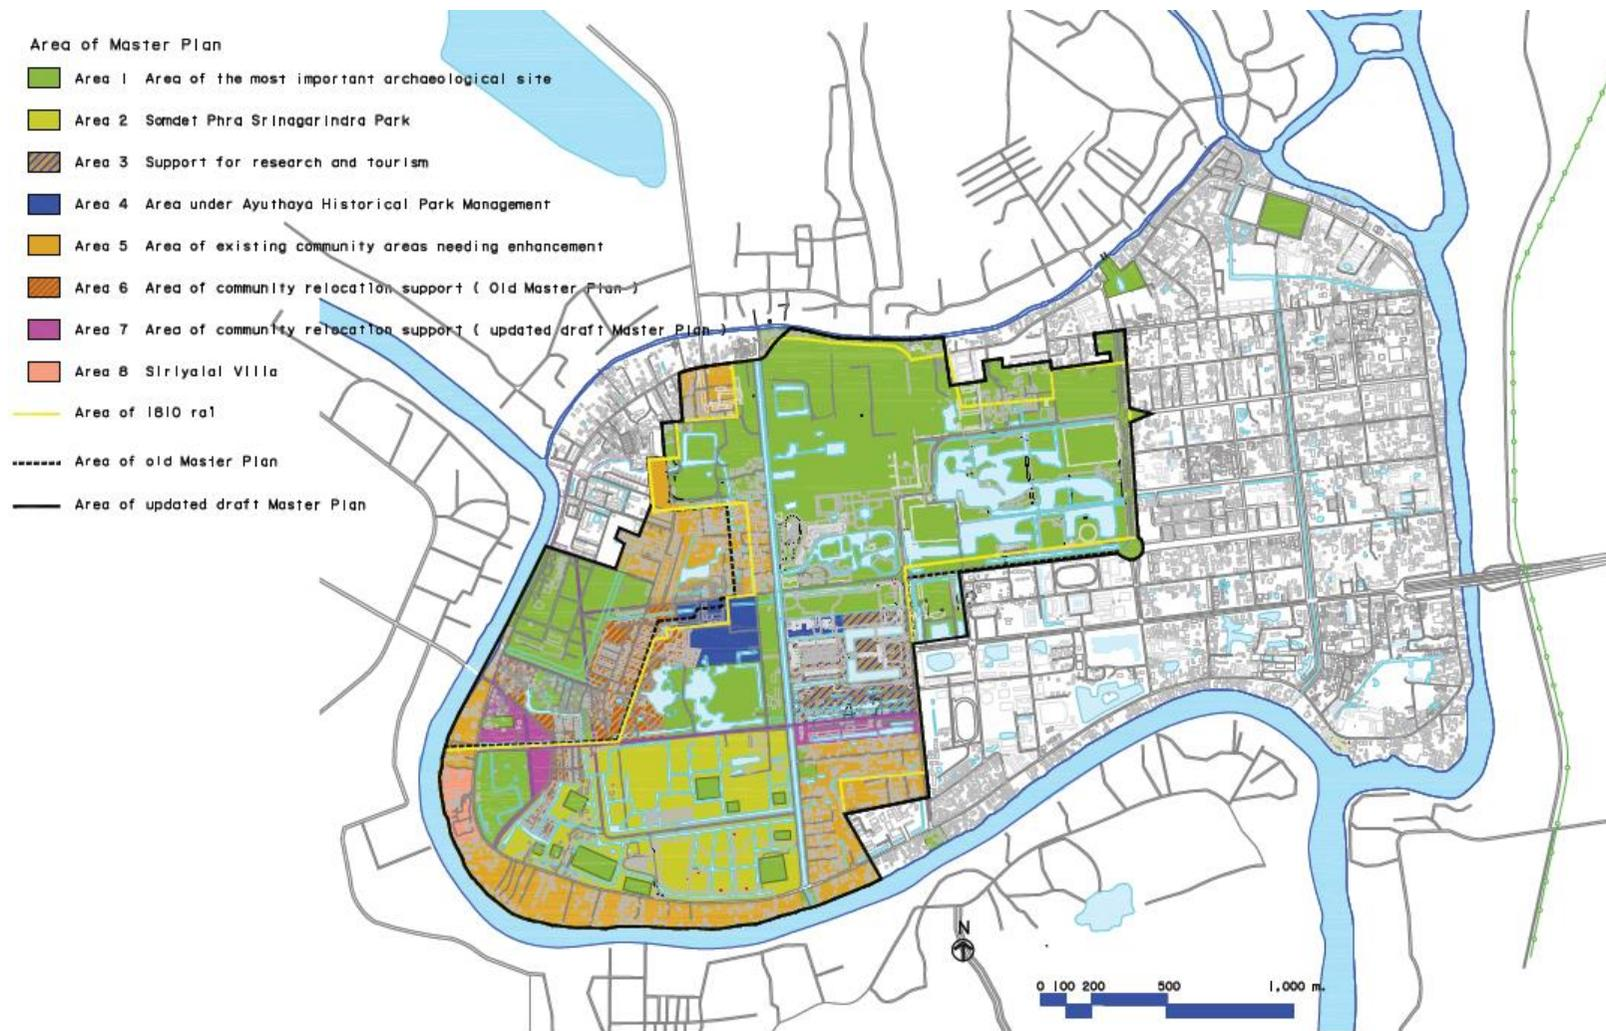 Area of Master Plan
Area 1 Area of the most important archaeological site
Area 2 Somdet Phra Srinagarindra Park
Area 3 Support for research and tourism
Area 4 Area under Ayuthaya Historical Park Management
Area 5 Area of existing community areas needing enhancement
Area 6 Area of community relocation support ( Old Master Plan )
Area 7 Area of community relocation support ( updated draft Master Plan )
Area 8 Siriyalai Villa
Area of 1810 rai
Area of old Master Plan
Area of updated draft Master Plan
N
0 100 200 500 1,000 m.